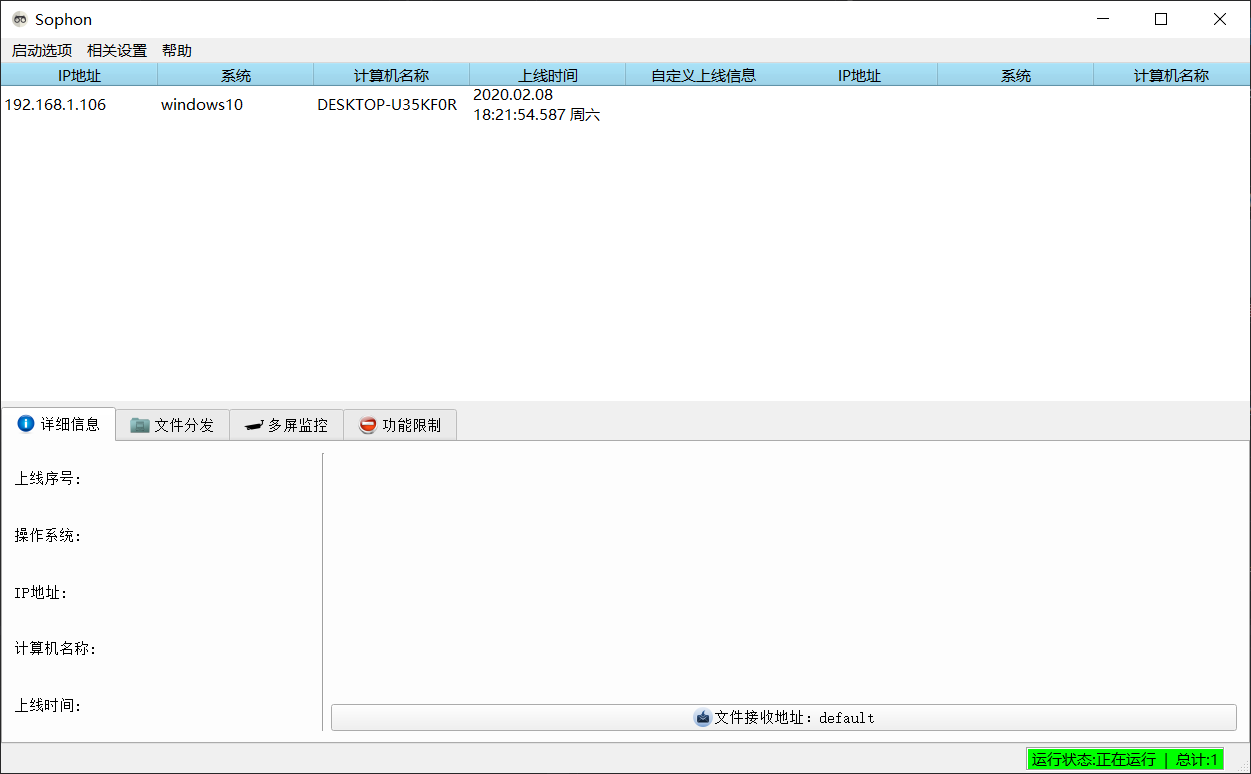 Sophon
启动选项 相关设置 帮助
IP地址 系统 计算机名称 上线时间 自定义上线信息 IP地址 系统 计算机名称
192.168.1.106 windows10 DESKTOP-U35KF0R 2020.02.08
18:21:54.587 周六
详细信息 文件分发 多屏监控 功能限制
上线序号:
操作系统:
IP地址:
计算机名称:
上线时间:
文件接收地址: default
运行状态:正在运行 | 总计:1